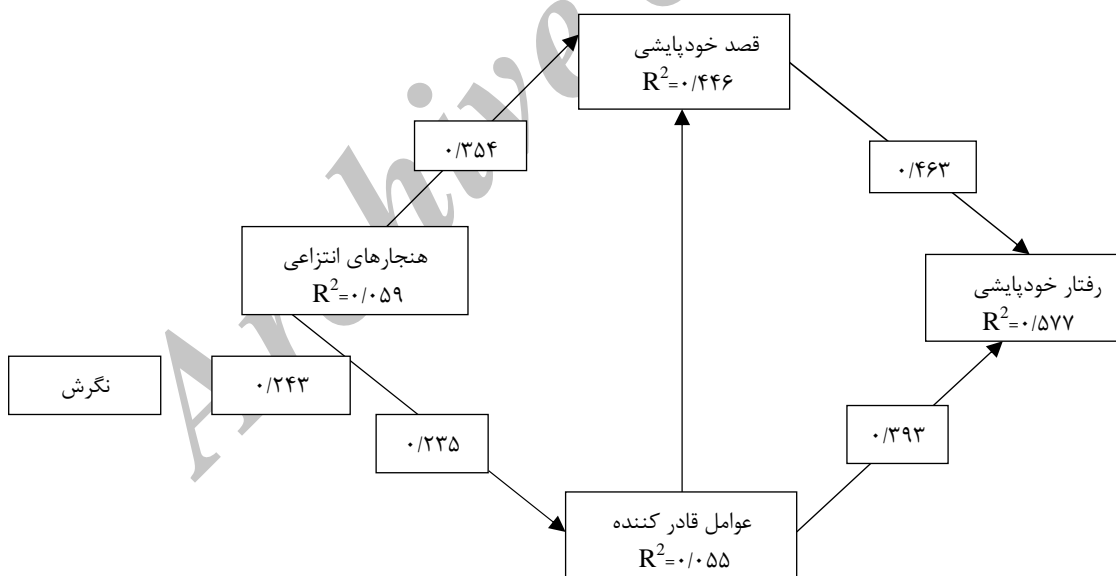 قصد خودپایشی
R²=۰/۴۴۶
۰/۳۵۴
۰/۴۶۳
هنجارهای انتزاعی
R²=۰/۰۵۹
رفتار خودپایشی
R²=۰/۵۷۷
نگرش
۰/۲۴۳
۰/۲۳۵
۰/۳۹۳
عوامل قادر کننده
R²=۰/۰۵۵
Archive